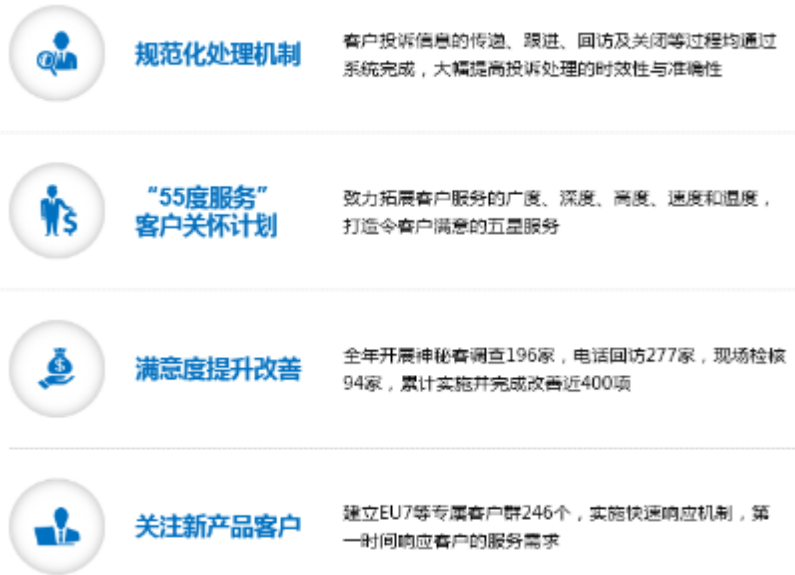 规范化处理机制
客户投诉信息的传递、跟进、回访及关闭等过程均通过
系统完成，大幅提高投诉处理的时效性与准确性
“55度服务”
客户关怀计划
致力拓展客户服务的广度、深度、高度、速度和温度，
打造令客户满意的五星服务
满意度提升改善
全年开展神秘客调查196家，电话回访277家，现场检核
94家，累计实施并完成改善近400项
关注新产品客户
建立EU7等专属客户群246个，实施快速响应机制，第
一时间响应客户的服务需求